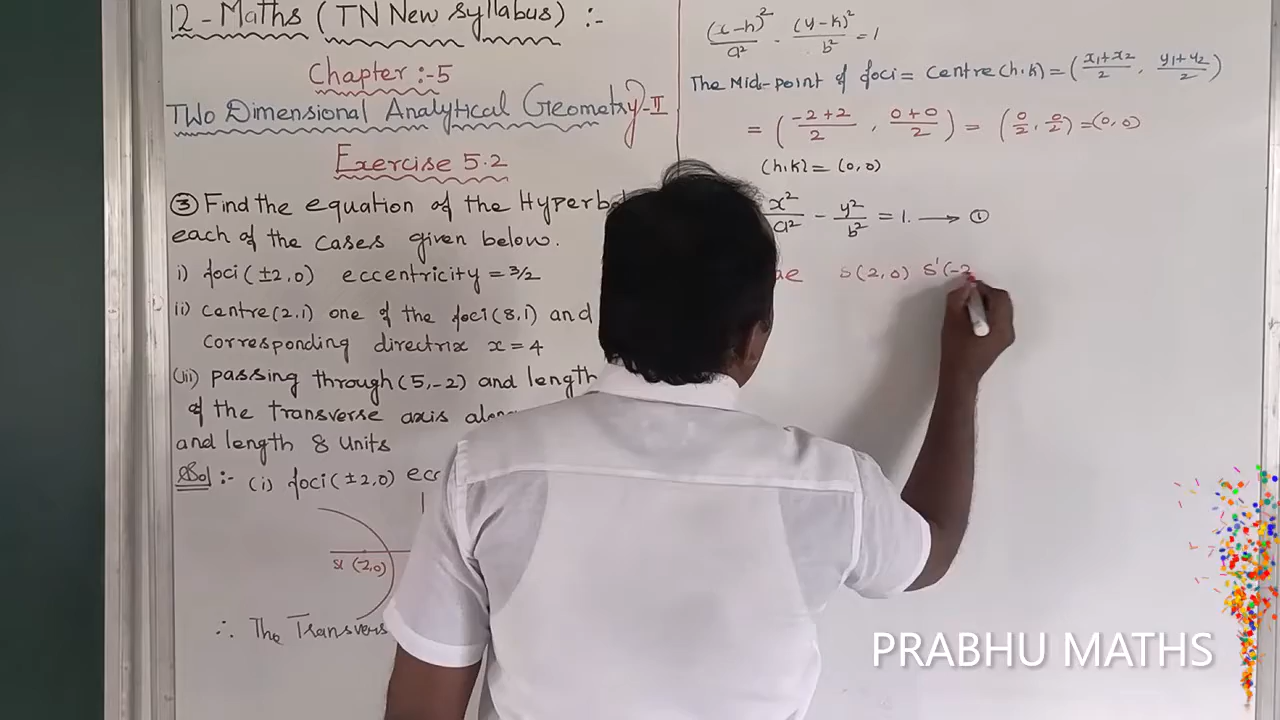 12 - Maths (TN New Syllabus) :-
Chapter :-5
Two Dimensional Analytical Geometry-II
Exercise 5.2
③ Find the equation of the Hyperb
each of the cases given below.
i) foci (±2,0) eccentricity = 3/2
ii) centre (2,1) one of the foci (8,1) and
corresponding directrix x = 4
(iii) passing through (5,-2) and length
of the transverse axis along
and length 8 units
Sol :- (i) foci (±2,0) ecc
S1 (-2,0)
∴ The Transvers
(x-h)²/a² - (y-k)²/b² = 1
The Mid-point of foci = centre (h,k) = (x₁+x₂/2, y₁+y₂/2)
= (-2+2/2, 0+0/2) = (0/2, 0/2) = (0,0)
(h,k) = (0,0)
x²/a² - y²/b² = 1. → ①
ae S(2,0) S'(-2
PRABHU MATHS